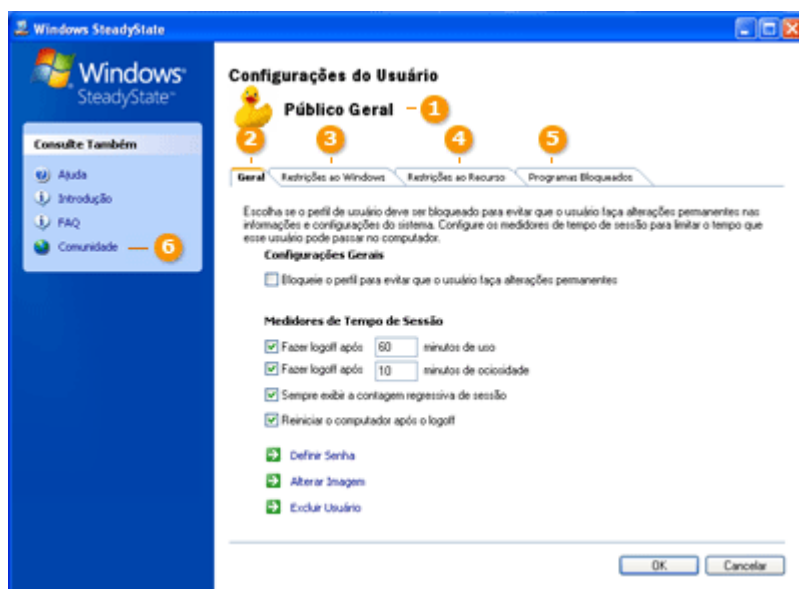 Windows SteadyState
Windows®
SteadyState™
Consulte Também
Ajuda
Introdução
FAQ
Comunidade
6
Configurações do Usuário
Público Geral
1
2
3
4
5
Geral
Restrições ao Windows
Restrições ao Recurso
Programas Bloqueados
Escolha se o perfil de usuário deve ser bloqueado para evitar que o usuário faça alterações permanentes nas
informações e configurações do sistema. Configure os medidores de tempo de sessão para limitar o tempo que
esse usuário pode passar no computador.
Configurações Gerais
Bloqueie o perfil para evitar que o usuário faça alterações permanentes
Medidores de Tempo de Sessão
Fazer logoff após 60 minutos de uso
Fazer logoff após 10 minutos de ociosidade
Sempre exibir a contagem regressiva de sessão
Reiniciar o computador após o logoff
Definir Senha
Alterar Imagem
Excluir Usuário
OK
Cancelar